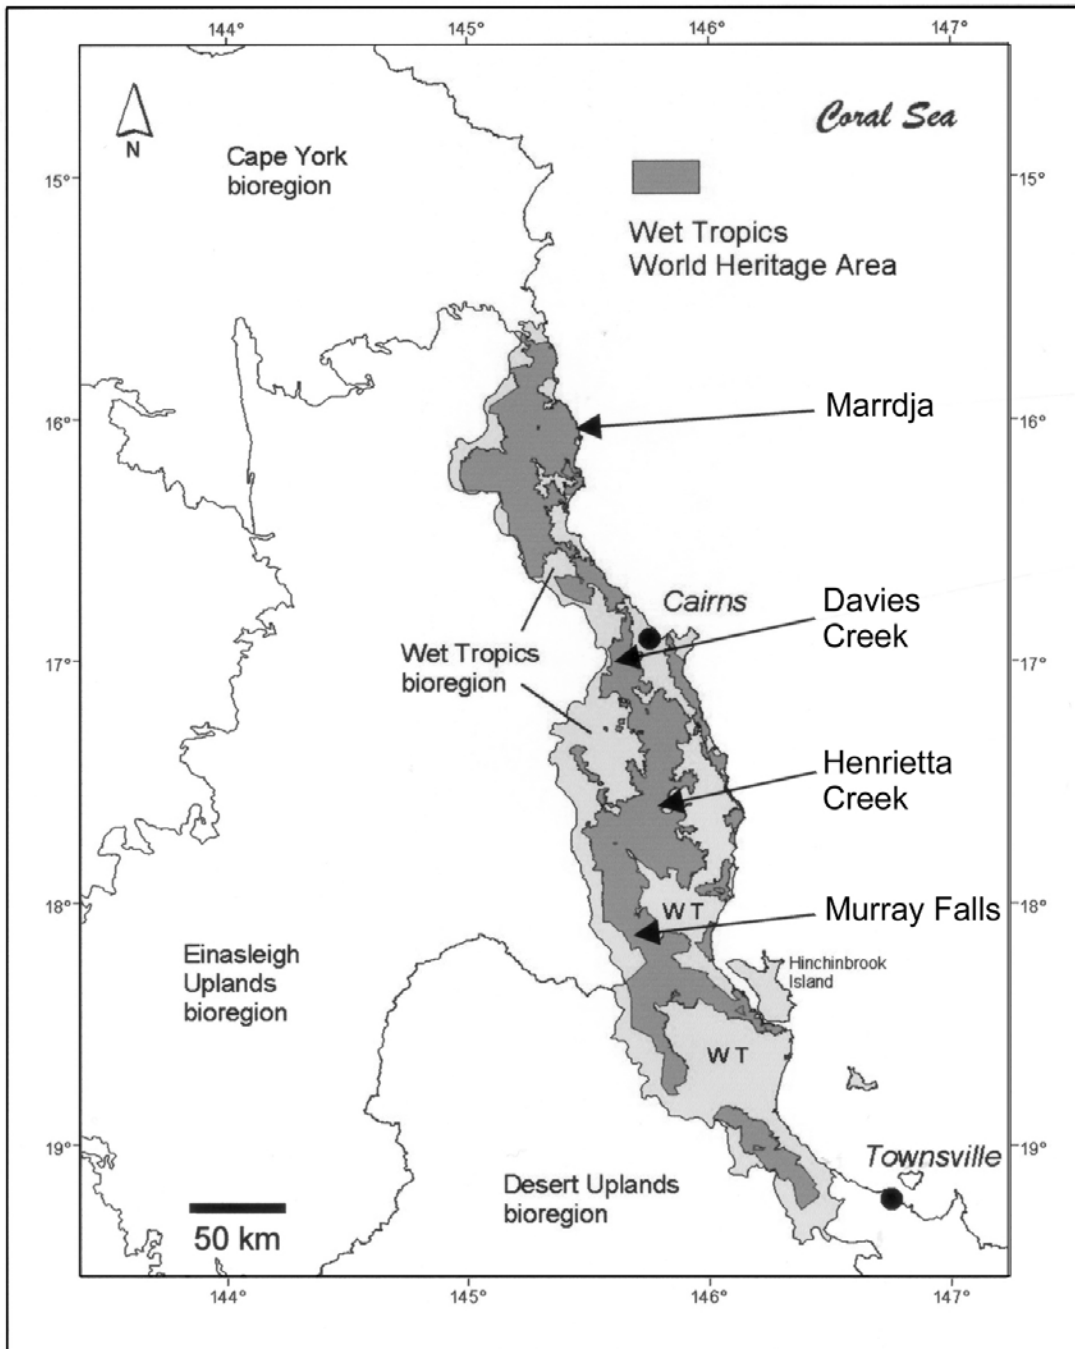 144°
145°
146°
147°
Coral Sea
N
Cape York
bioregion
15°
15°
Wet Tropics
World Heritage Area
Marrdja
16°
16°
Cairns
Davies
Creek
Wet Tropics
bioregion
17°
17°
Henrietta
Creek
18°
18°
WT
Murray Falls
Einasleigh
Uplands
bioregion
Hinchinbrook
Island
WT
19°
19°
Townsville
Desert Uplands
bioregion
50 km
144°
145°
146°
147°